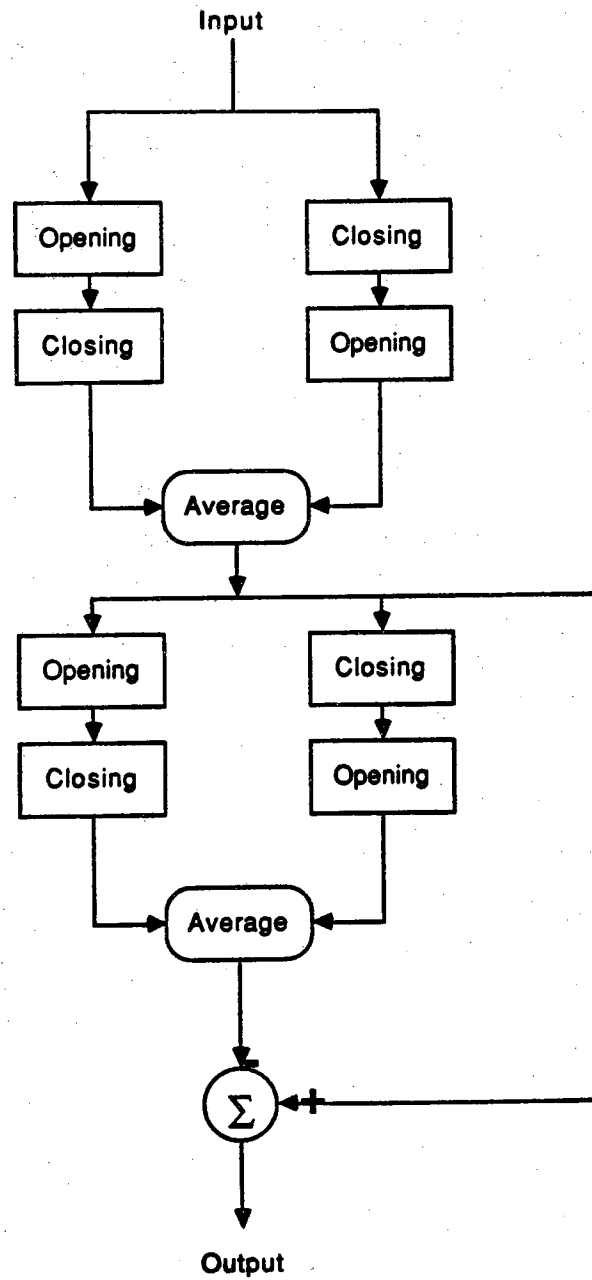 Input
Opening
Closing
Closing
Opening
Average
Opening
Closing
Closing
Opening
Average
-
Σ
+
Output